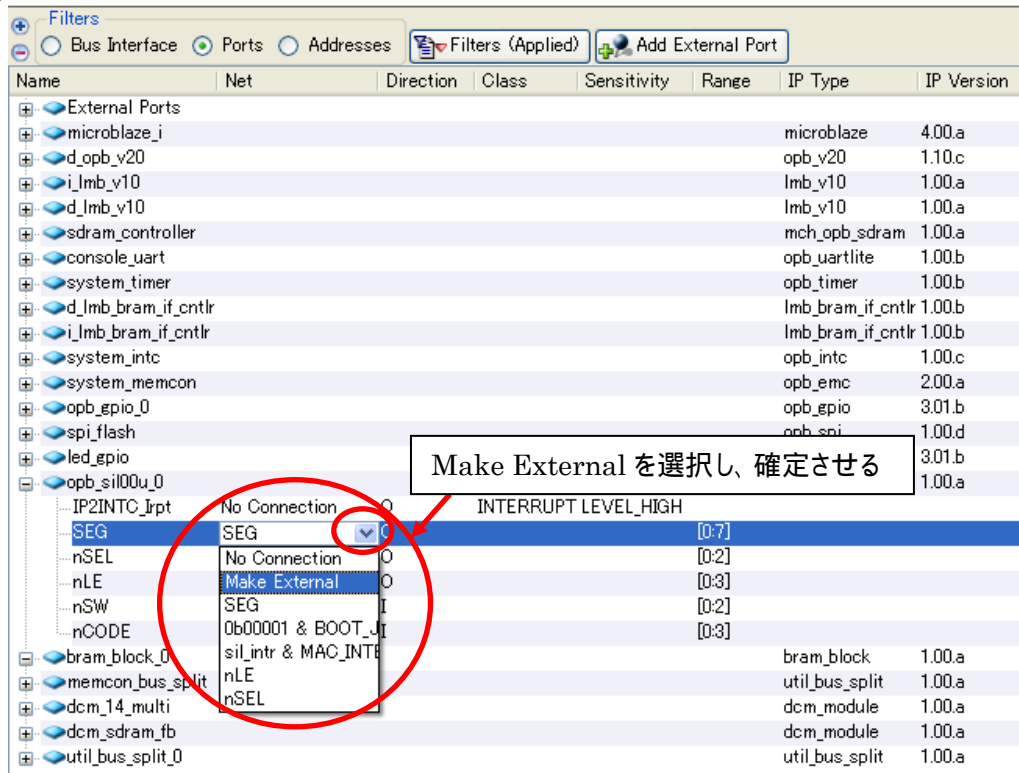 Filters
Bus Interface Ports Addresses Filters (Applied) Add External Port
Name Net Direction Class Sensitivity Range IP Type IP Version
External Ports
microblaze_i microblaze 4.00.a
d_opb_v20 opb_v20 1.10.c
i_lmb_v10 lmb_v10 1.00.a
d_lmb_v10 lmb_v10 1.00.a
sdram_controller mch_opb_sdram 1.00.a
console_uart opb_uartlite 1.00.b
system_timer opb_timer 1.00.b
d_lmb_bram_if_cntlr lmb_bram_if_cntlr 1.00.b
i_lmb_bram_if_cntlr lmb_bram_if_cntlr 1.00.b
system_intc opb_intc 1.00.c
system_memcon opb_emc 2.00.a
opb_gpio_0 opb_gpio 3.01.b
spi_flash opb_spi 1.00.d
led_gpio 3.01.b
Make External を選択し、確定させる
opb_sil00u_0 1.00.a
IP2INTC_Irpt No Connection O INTERRUPT LEVEL_HIGH
SEG SEG O [0:7]
nSEL No Connection O [0:2]
nLE Make External O [0:3]
nSW SEG I [0:2]
nCODE 0b00001 & BOOT_J I [0:3]
sil_intr & MAC_INTE
bram_block_0 bram_block 1.00.a
nLE
memcon_bus_split util_bus_split 1.00.a
nSEL
dcm_14_multi dcm_module 1.00.a
dcm_sdram_fb dcm_module 1.00.a
util_bus_split_0 util_bus_split 1.00.a